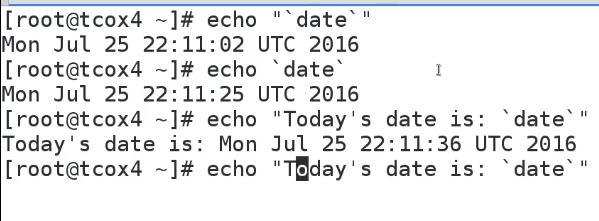 [root@tcox4 ~]# echo "`date`"
Mon Jul 25 22:11:02 UTC 2016
[root@tcox4 ~]# echo `date`
Mon Jul 25 22:11:25 UTC 2016
[root@tcox4 ~]# echo "Today's date is: `date`"
Today's date is: Mon Jul 25 22:11:36 UTC 2016
[root@tcox4 ~]# echo "Today's date is: `date`"